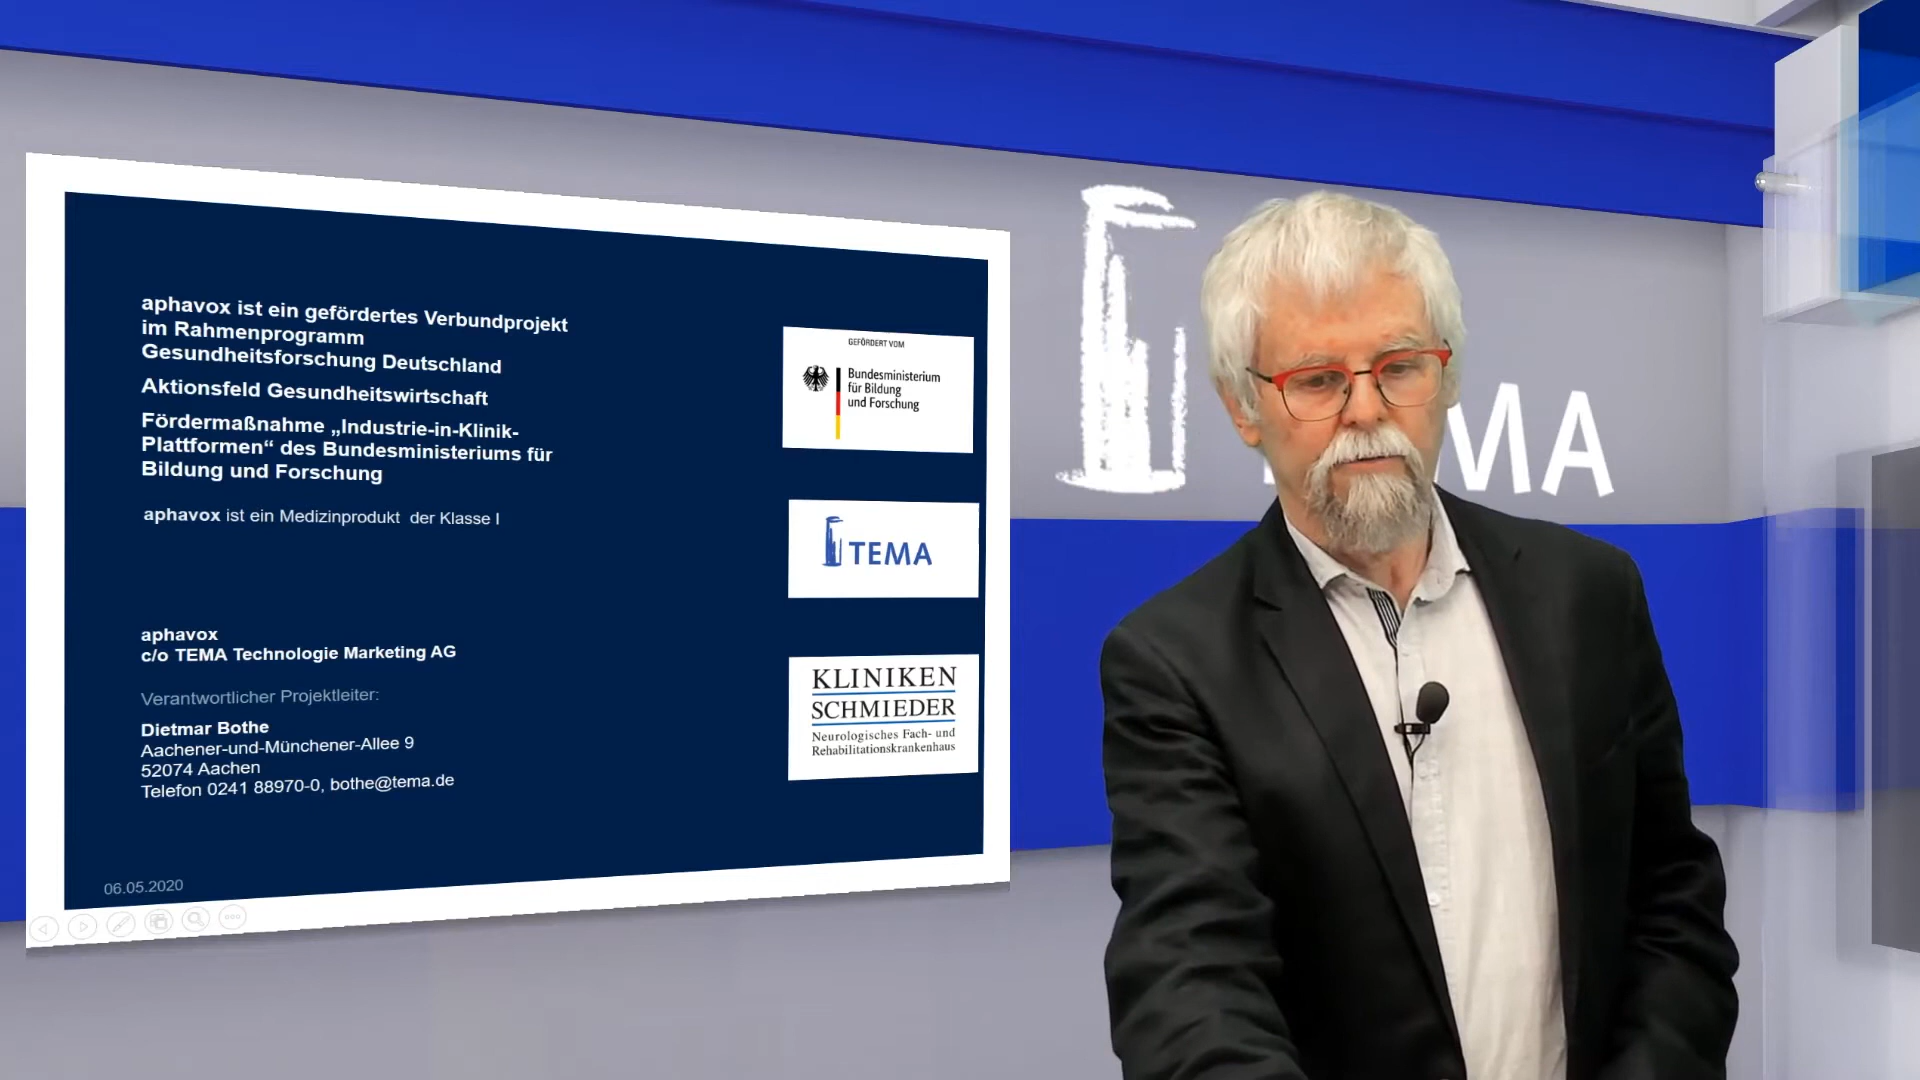 aphavox ist ein gefördertes Verbundprojekt
im Rahmenprogramm
Gesundheitsforschung Deutschland
Aktionsfeld Gesundheitswirtschaft
Fördermaßnahme „Industrie-in-Klinik-
Plattformen“ des Bundesministeriums für
Bildung und Forschung
aphavox ist ein Medizinprodukt der Klasse I
aphavox
c/o TEMA Technologie Marketing AG
Verantwortlicher Projektleiter:
Dietmar Bothe
Aachener-und-Münchener-Allee 9
52074 Aachen
Telefon 0241 88970-0, bothe@tema.de
06.05.2020
GEFÖRDERT VOM
Bundesministerium
für Bildung
und Forschung
TEMA
KLINIKEN
SCHMIEDER
Neurologisches Fach- und
Rehabilitationskrankenhaus
TEMA